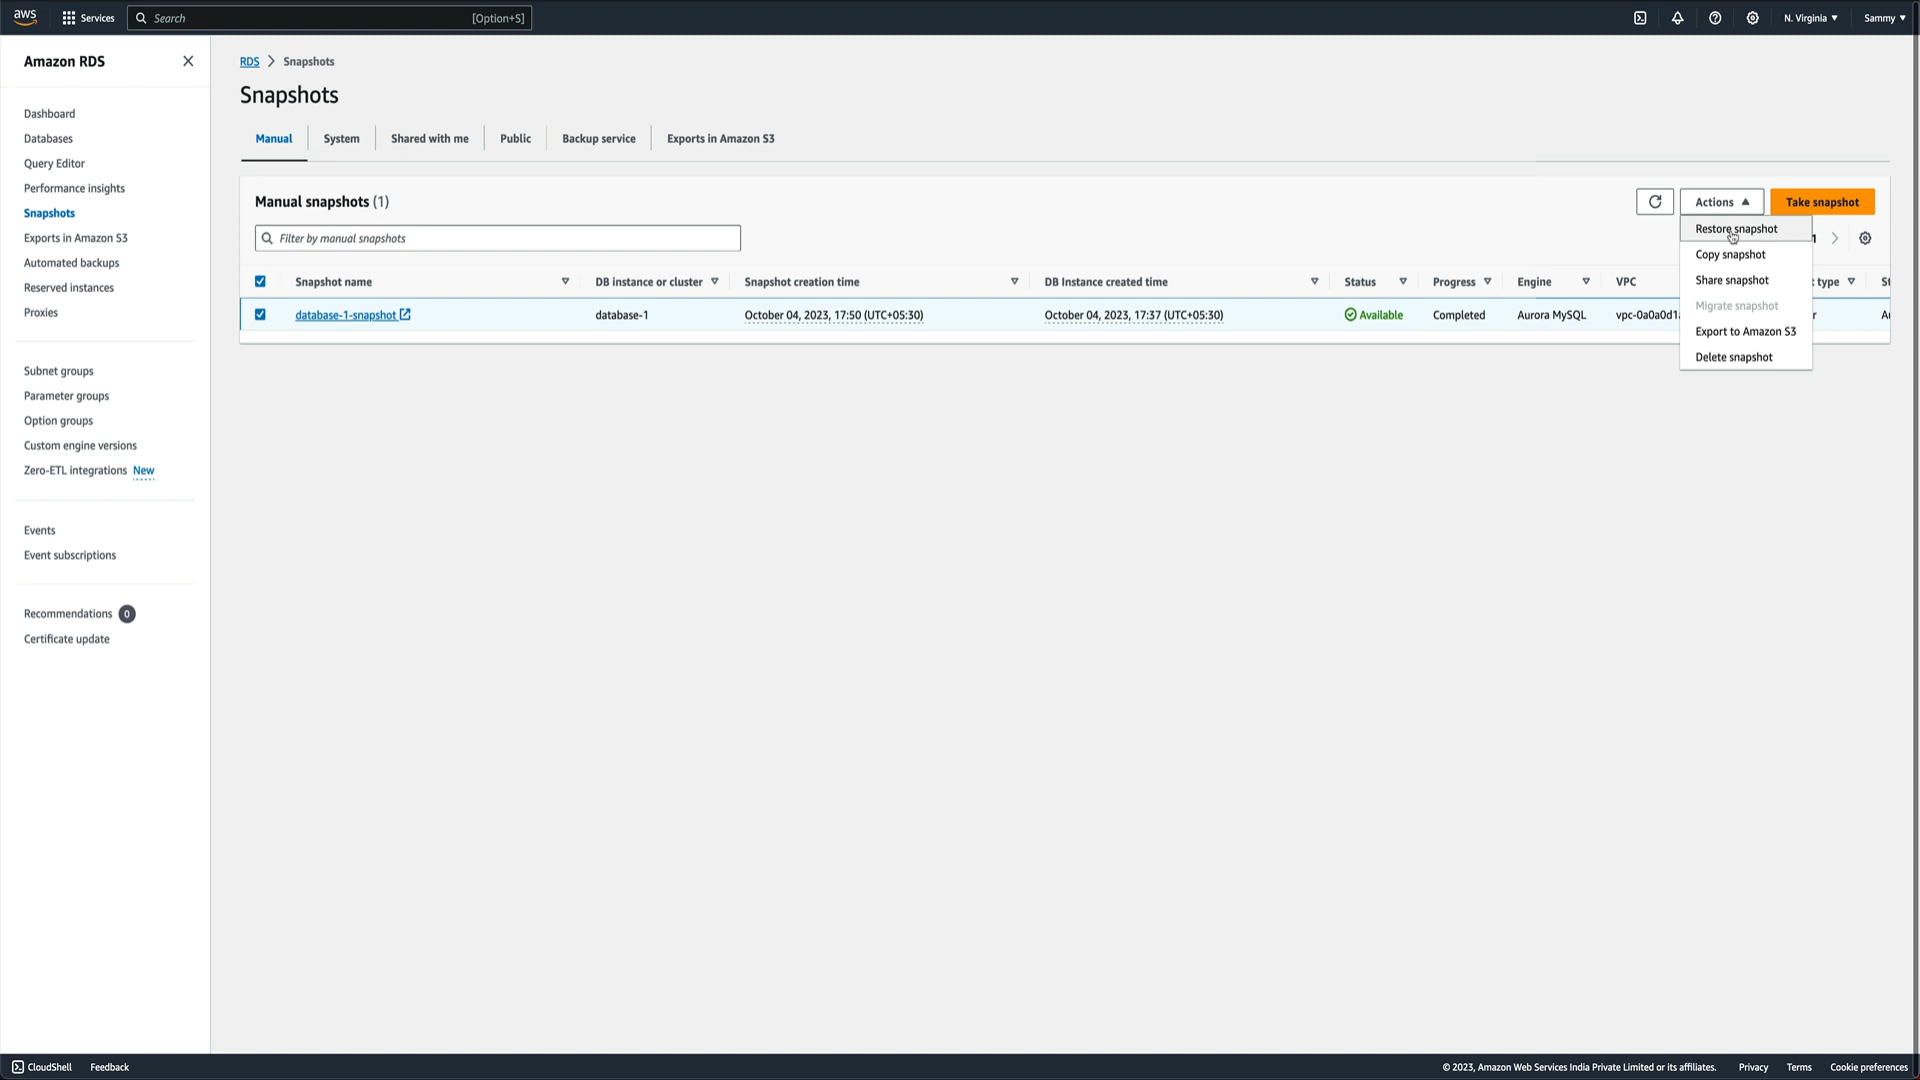 aws Services Search [Option+S] N. Virginia Sammy
Amazon RDS
Dashboard
Databases
Query Editor
Performance insights
Snapshots
Exports in Amazon S3
Automated backups
Reserved instances
Proxies
Subnet groups
Parameter groups
Option groups
Custom engine versions
Zero-ETL integrations New
Events
Event subscriptions
Recommendations 0
Certificate update
RDS > Snapshots
Snapshots
Manual System Shared with me Public Backup service Exports in Amazon S3
Manual snapshots (1)
Actions Take snapshot
Filter by manual snapshots
1
Restore snapshot
Copy snapshot
Share snapshot
Migrate snapshot
Export to Amazon S3
Delete snapshot
Snapshot name DB instance or cluster Snapshot creation time DB Instance created time Status Progress Engine VPC type
database-1-snapshot database-1 October 04, 2023, 17:50 (UTC+05:30) October 04, 2023, 17:37 (UTC+05:30) Available Completed Aurora MySQL vpc-0a0a0d1
CloudShell Feedback © 2023, Amazon Web Services India Private Limited or its affiliates. Privacy Terms Cookie preferences